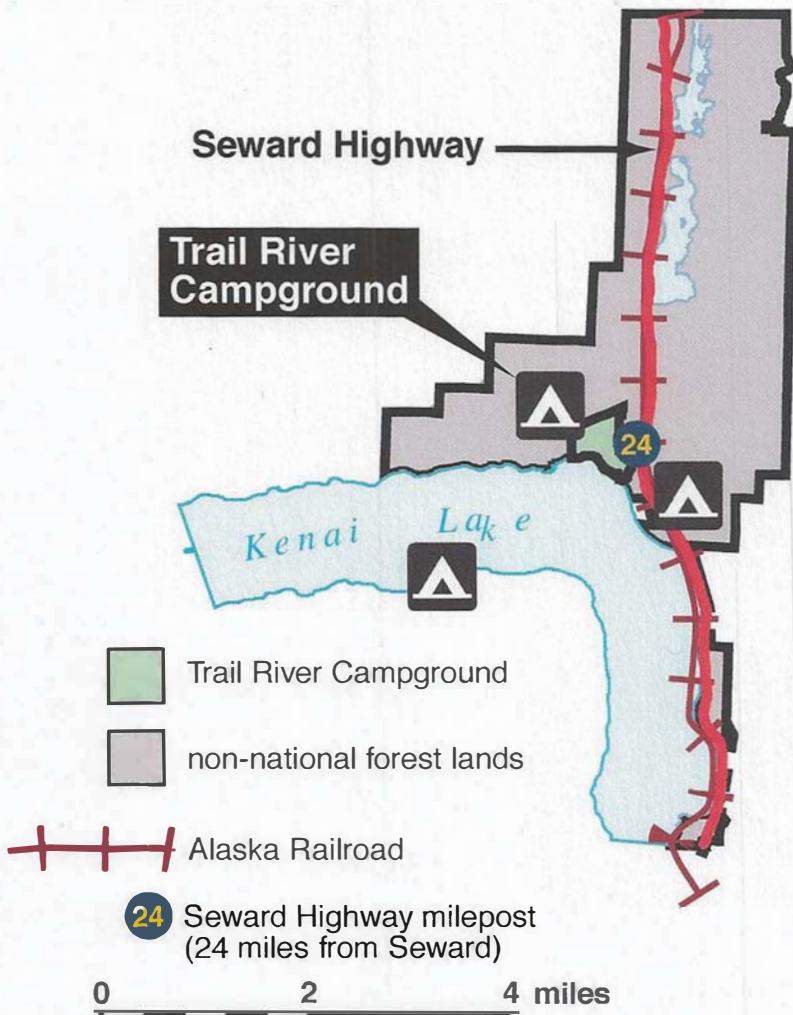 Seward Highway
Trail River
Campground
24
Kenai Lake
Trail River Campground
non-national forest lands
Alaska Railroad
24 Seward Highway milepost
(24 miles from Seward)
0 2 4 miles